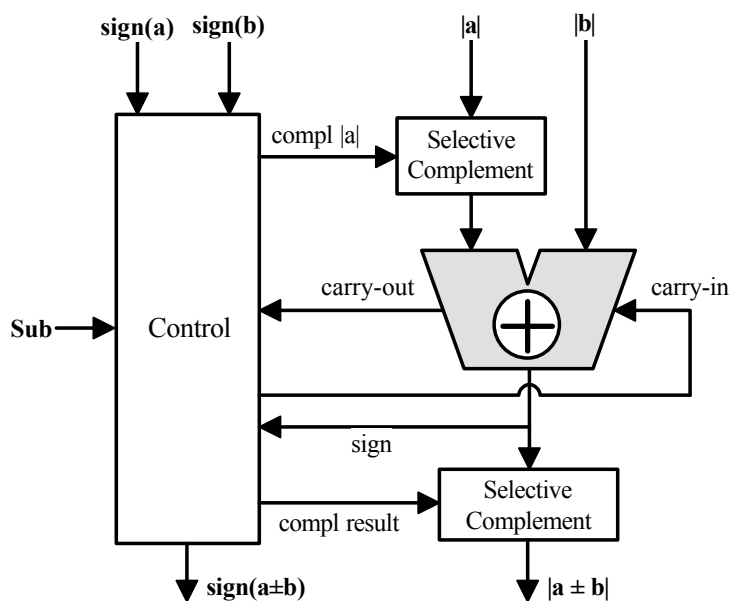 sign(a)
sign(b)
|a|
|b|
compl |a|
Selective
Complement
carry-out
carry-in
Sub
Control
sign
compl result
Selective
Complement
sign(a±b)
|a ± b|